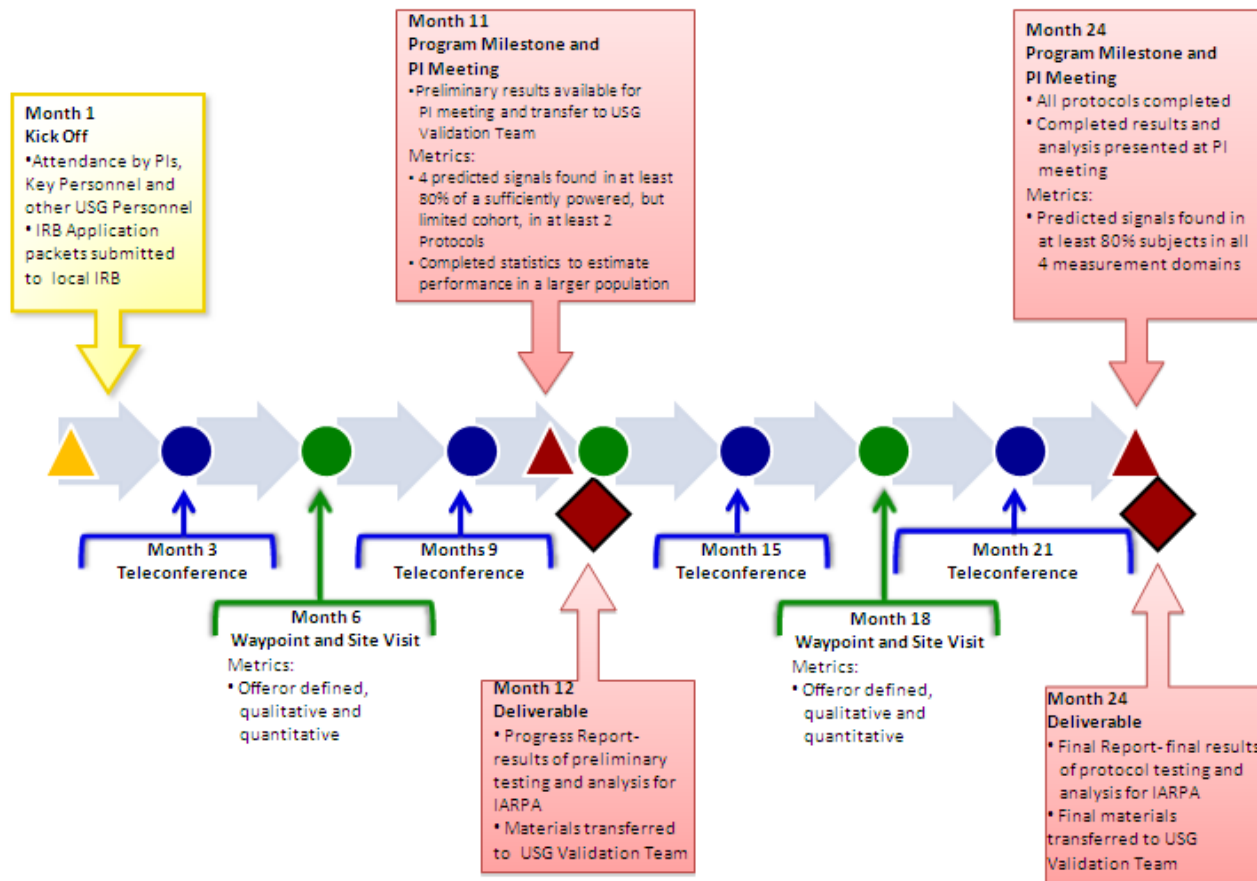 Month 1
Kick Off
•Attendance by PIs,
Key Personnel and
other USG Personnel
• IRB Application
packets submitted
to local IRB
Month 11
Program Milestone and
PI Meeting
•Preliminary results available for
PI meeting and transfer to USG
Validation Team
Metrics:
• 4 predicted signals found in at least
80% of a sufficiently powered, but
limited cohort, in at least 2
Protocols
• Completed statistics to estimate
performance in a larger population
Month 24
Program Milestone and
PI Meeting
• All protocols completed
• Completed results and
analysis presented at PI
meeting
Metrics:
• Predicted signals found in
at least 80% subjects in all
4 measurement domains
Month 3
Teleconference
Months 9
Teleconference
Month 15
Teleconference
Month 21
Teleconference
Month 6
Waypoint and Site Visit
Metrics:
• Offeror defined,
qualitative and
quantitative
Month 18
Waypoint and Site Visit
Metrics:
• Offeror defined,
qualitative and
quantitative
Month 12
Deliverable
• Progress Report-
results of preliminary
testing and analysis for
IARPA
• Materials transferred
to USG Validation Team
Month 24
Deliverable
• Final Report- final results
of protocol testing and
analysis for IARPA
• Final materials
transferred to USG
Validation Team